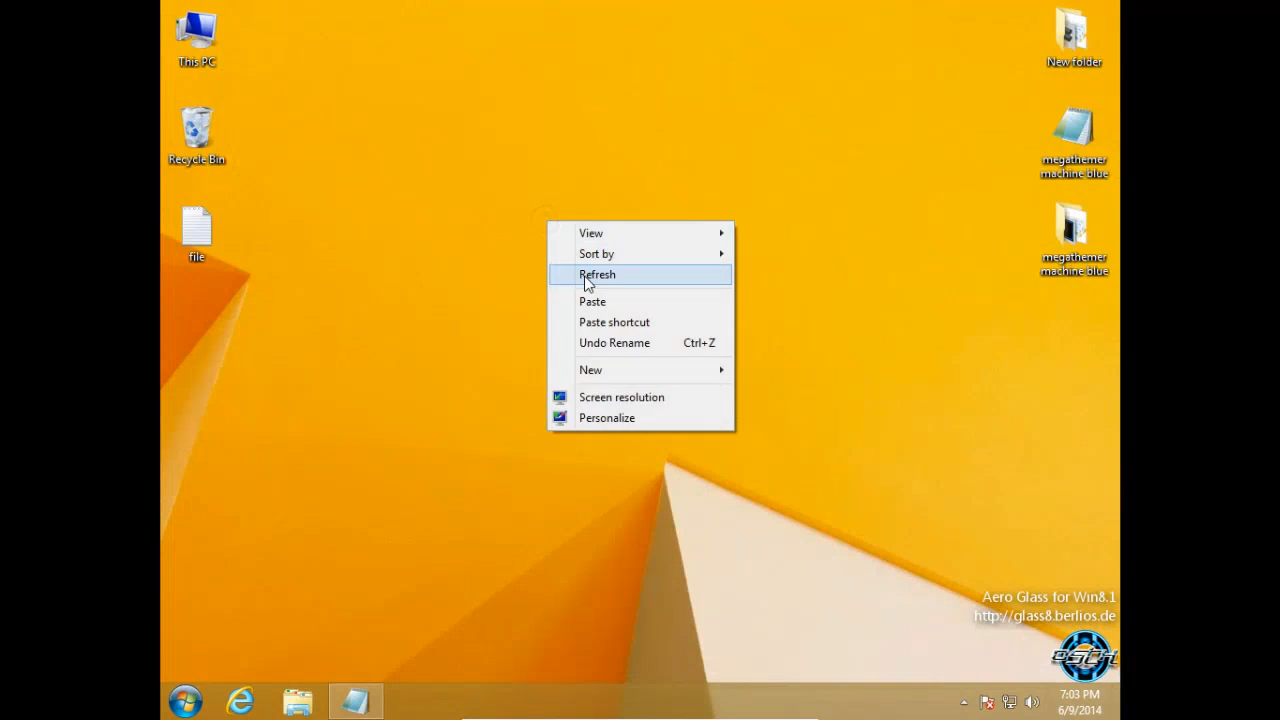 This PC
Recycle Bin
file
New folder
megathemer
machine blue
megathemer
machine blue
View
Sort by
Refresh
Paste
Paste shortcut
Undo Rename Ctrl+Z
New
Screen resolution
Personalize
Aero Glass for Win8.1
http://glass8.berlios.de
7:03 PM
6/9/2014